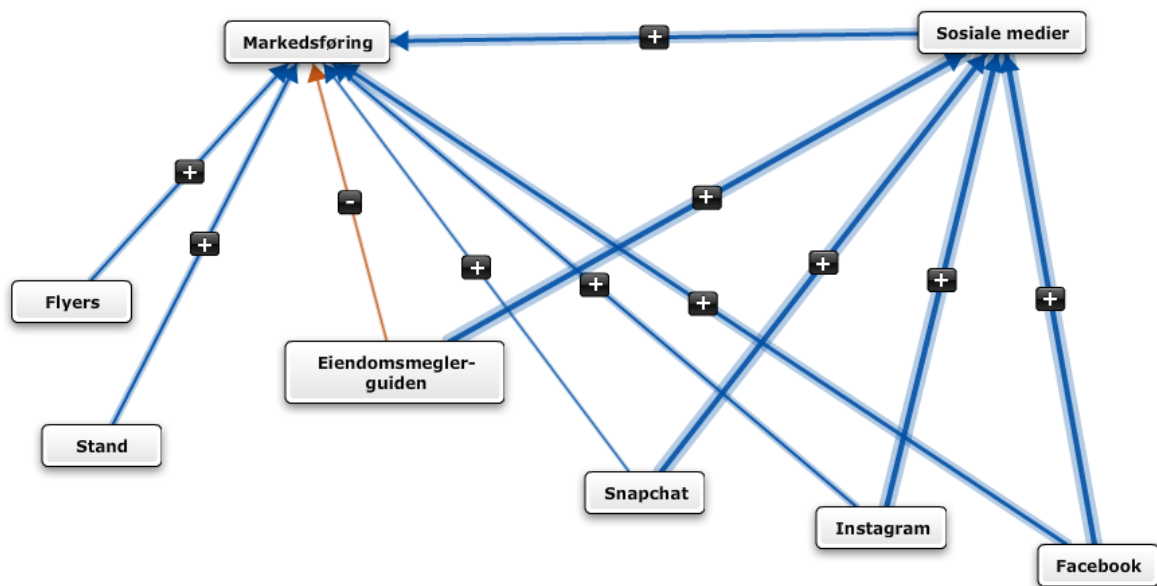 Markedsføring
+
Sosiale medier
+
-
+
+
+
+
+
+
+
+
Flyers
Eiendomsmegler-
guiden
Stand
Snapchat
Instagram
Facebook